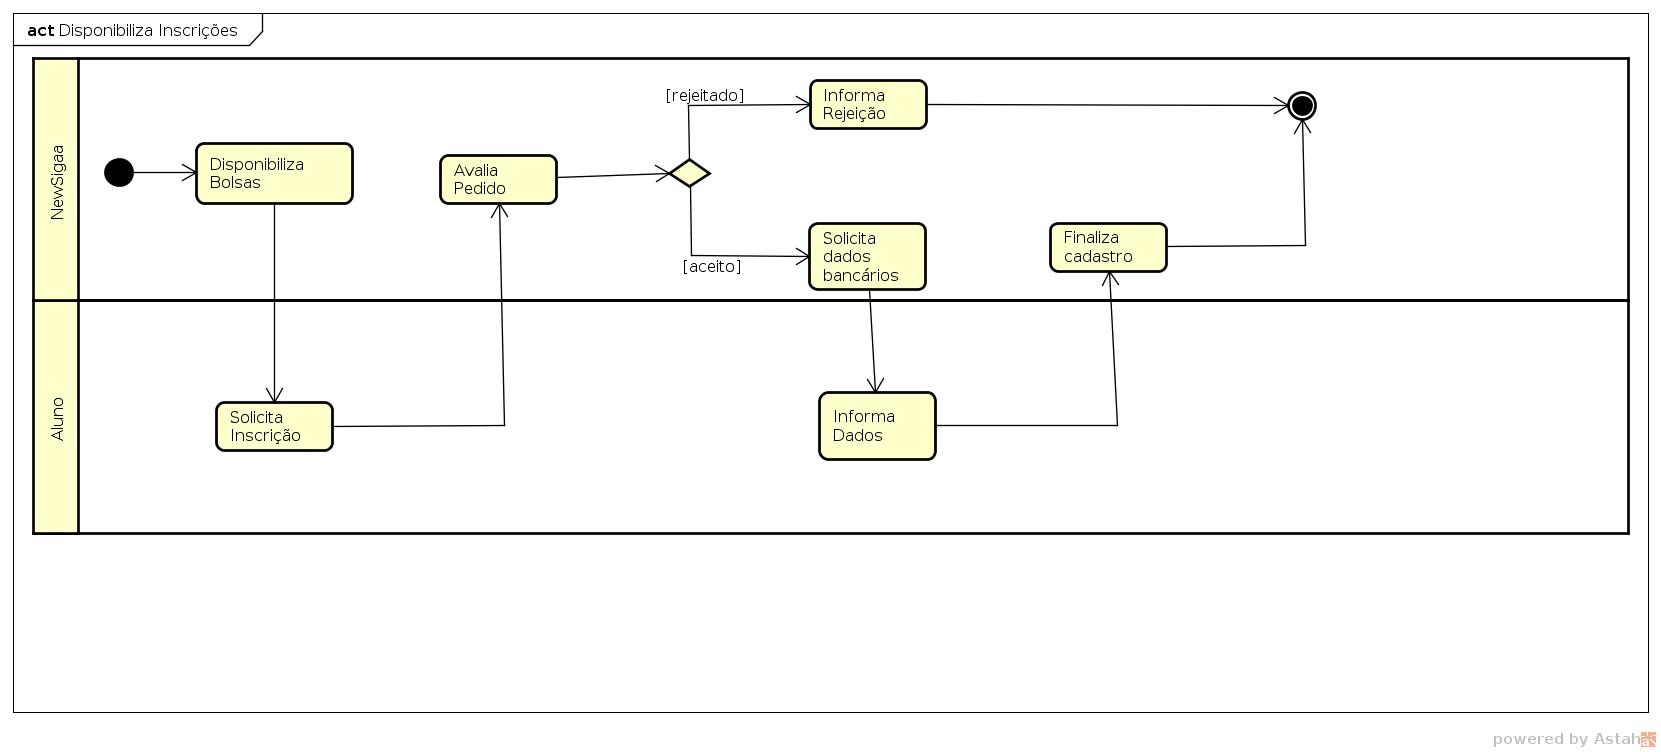 act Disponibiliza Inscrições
NewSigaa
Disponibiliza
Bolsas
Avalia
Pedido
[rejeitado]
Informa
Rejeição
[aceito]
Solicita
dados
bancários
Finaliza
cadastro
Aluno
Solicita
Inscrição
Informa
Dados
powered by Astah